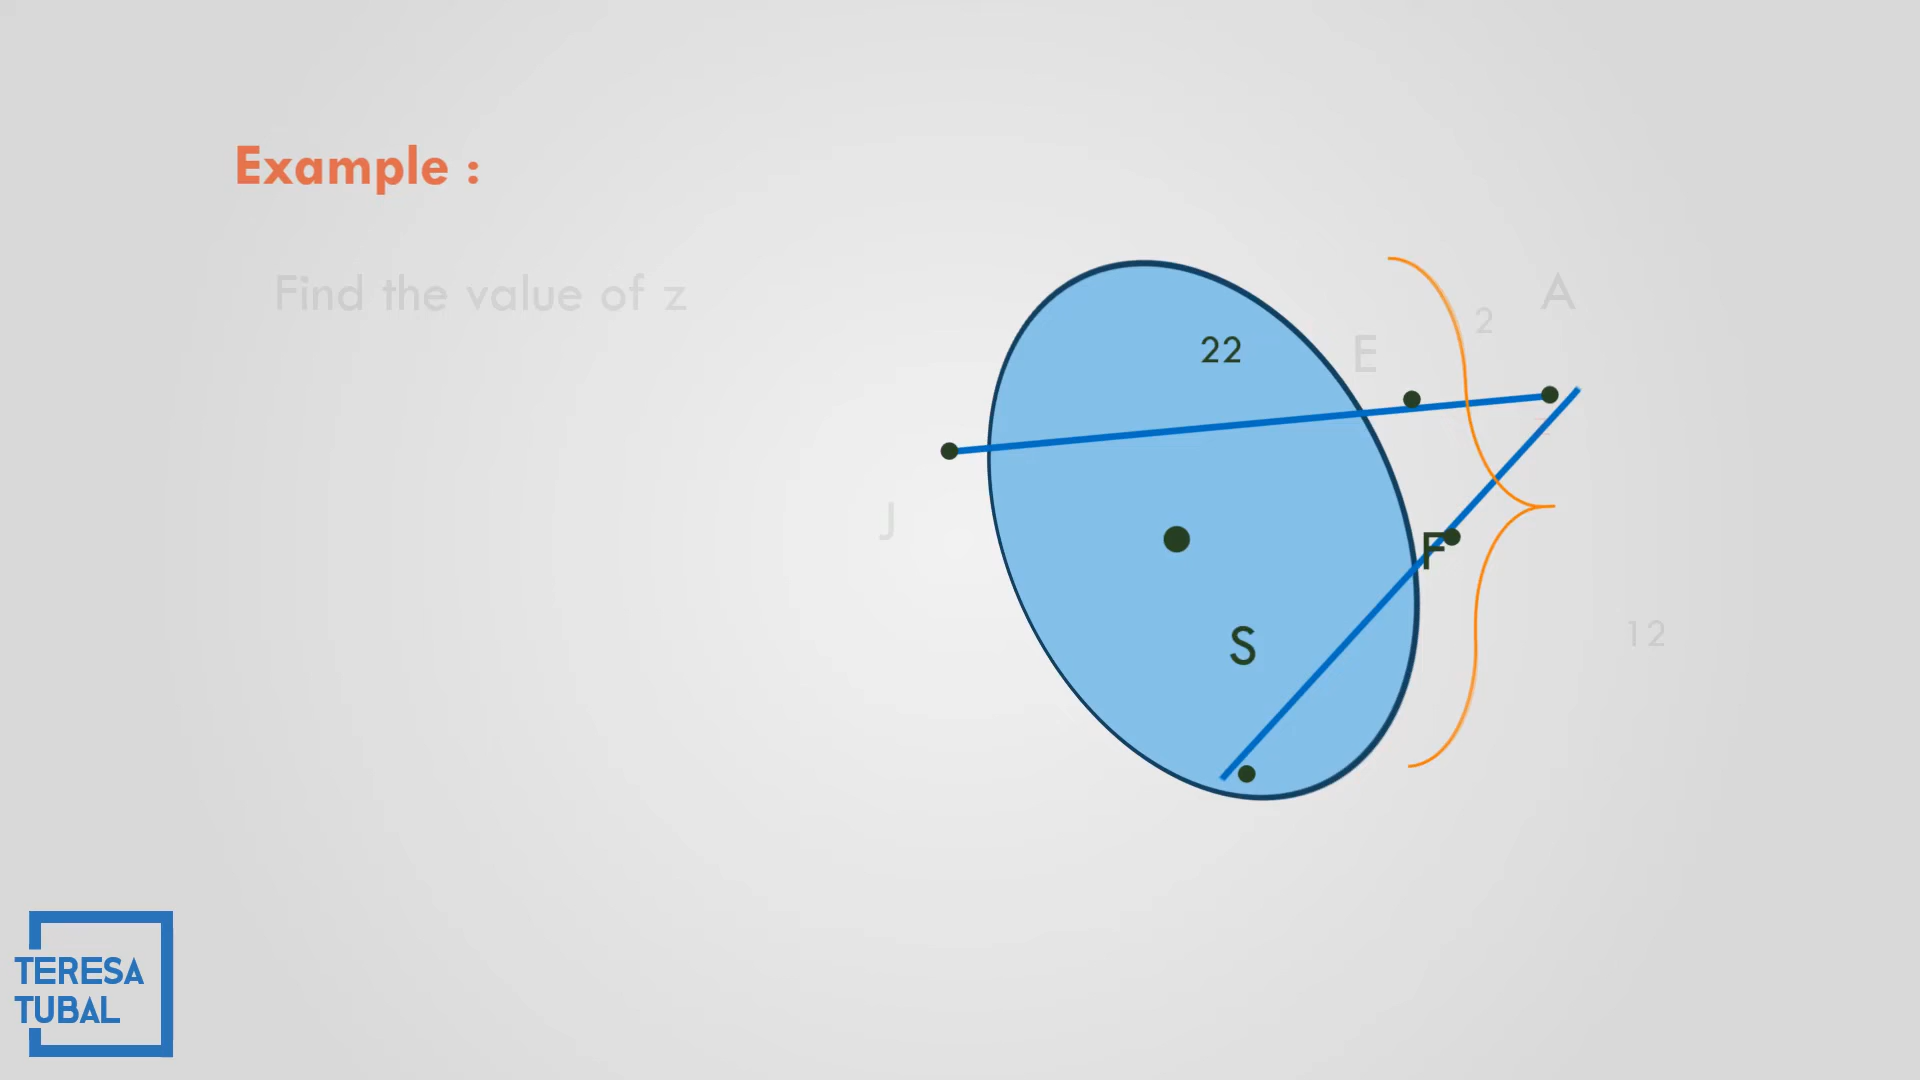 Example :
Find the value of z
A
2
22
E
J
F
12
S
TERESA
TUBAL